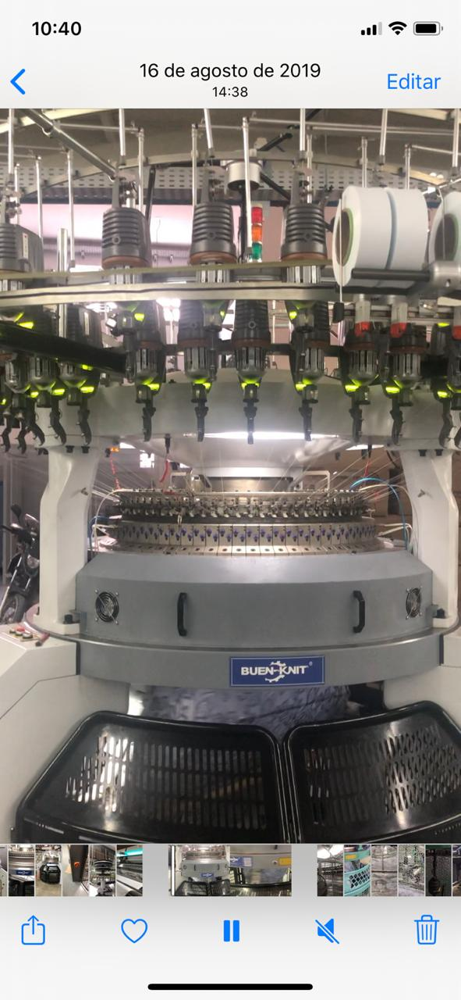 10:40
16 de agosto de 2019
14:38
Editar
BUEN-KNIT®